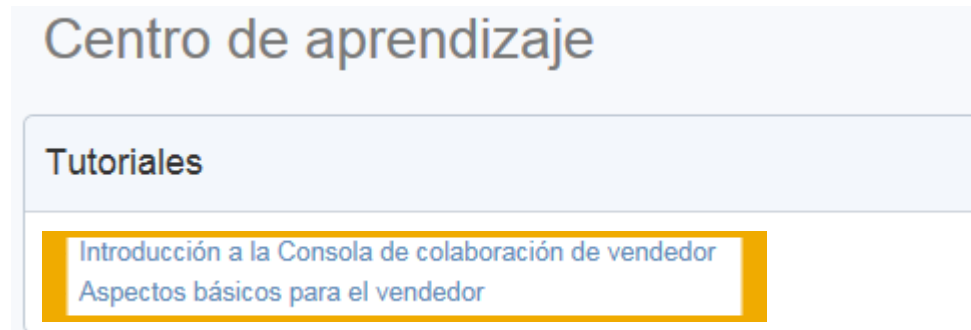 Centro de aprendizaje
Tutoriales
Introducción a la Consola de colaboración de vendedor
Aspectos básicos para el vendedor